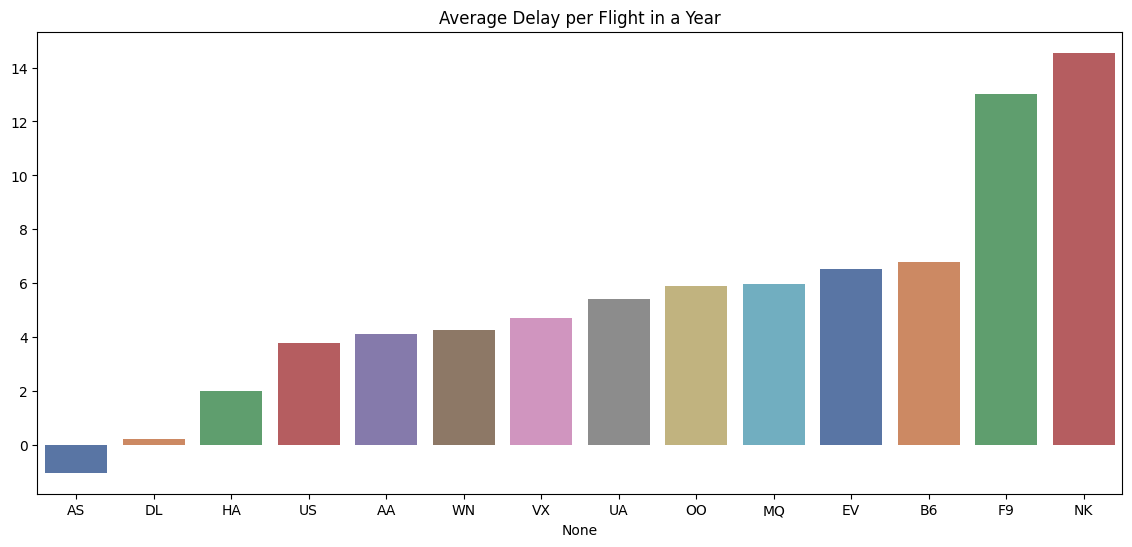 Average Delay per Flight in a Year
14
12
10
8
6
4
2
0
AS DL HA US AA WN VX UA OO MQ EV B6 F9 NK
None